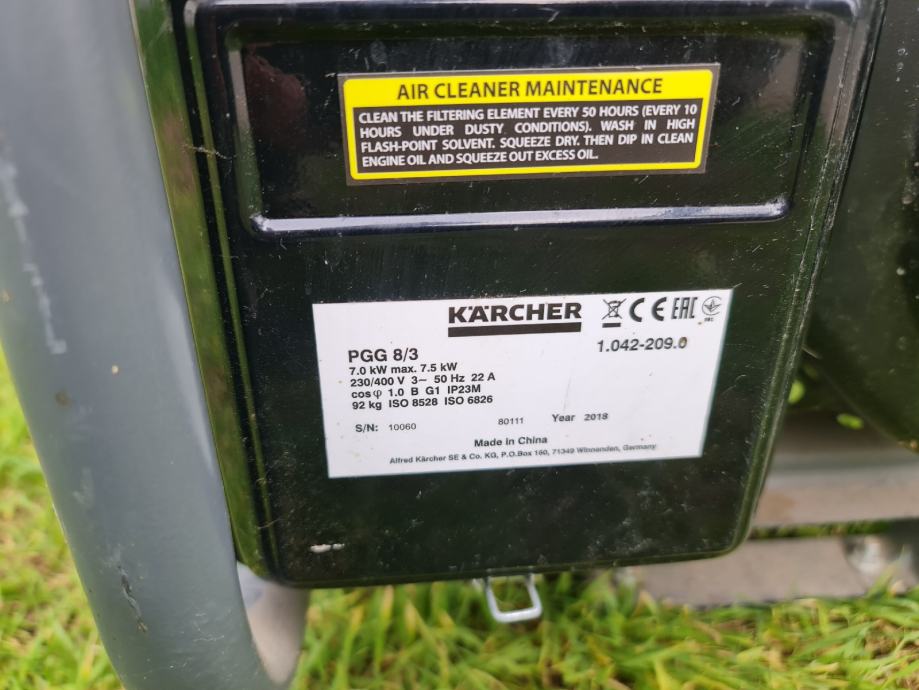 AIR CLEANER MAINTENANCE
CLEAN THE FILTERING ELEMENT EVERY 50 HOURS (EVERY 10
HOURS UNDER DUSTY CONDITIONS). WASH IN HIGH
FLASH-POINT SOLVENT. SQUEEZE DRY. THEN DIP IN CLEAN
ENGINE OIL AND SQUEEZE OUT EXCESS OIL.
KÄRCHER CE EAC
PGG 8/3 1.042-209.0
7.0 kW max. 7.5 kW
230/400 V 3~ 50 Hz 22 A
cos φ 1.0 B G1 IP23M
92 kg ISO 8528 ISO 6826
S/N: 10060 80111 Year 2018
Made in China
Alfred Kärcher SE & Co. KG, P.O.Box 160, 71349 Winnenden, Germany